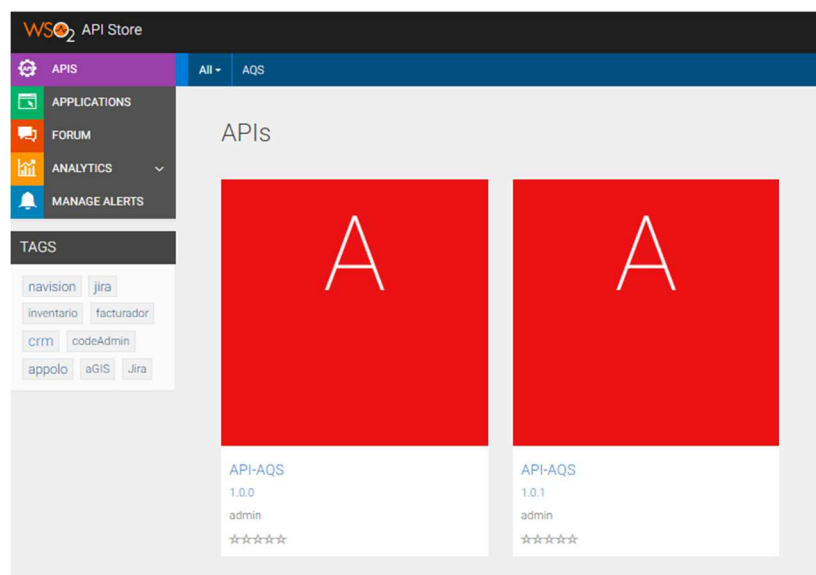 WSO2 API Store
APIS
All AQS
APPLICATIONS
FORUM
ANALYTICS
MANAGE ALERTS
APIs
TAGS
navision jira
inventario facturador
crm codeAdmin
appolo aGIS Jira
A
API-AQS
1.0.0
admin
A
API-AQS
1.0.1
admin